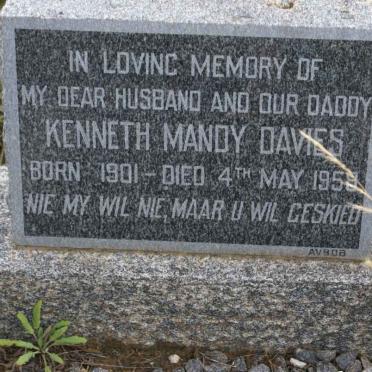 IN LOVING MEMORY OF
MY DEAR HUSBAND AND OUR DADDY
KENNETH MANDY DAVIES
BORN 1901 - DIED 4TH MAY 1959
NIE MY WIL NIE, MAAR U WIL GESKIED
AVBOB